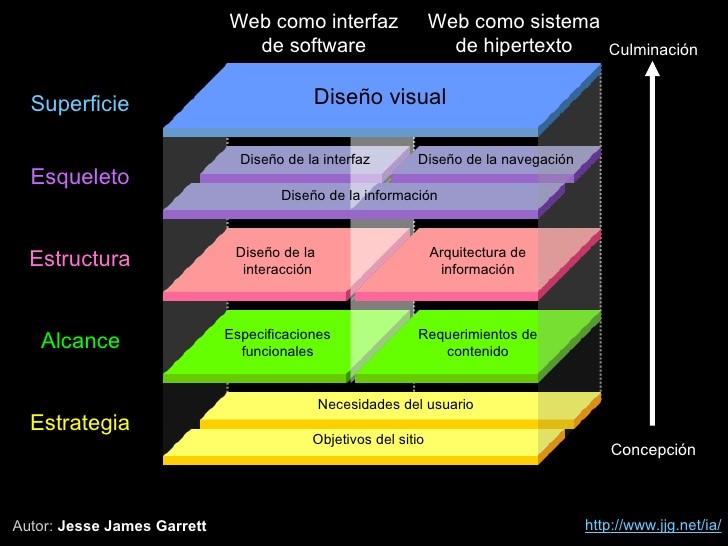 Web como interfaz
de software
Web como sistema
de hipertexto
Culminación
Superficie
Diseño visual
Esqueleto
Diseño de la interfaz
Diseño de la navegación
Diseño de la información
Estructura
Diseño de la
interacción
Arquitectura de
información
Alcance
Especificaciones
funcionales
Requerimientos de
contenido
Estrategia
Necesidades del usuario
Objetivos del sitio
Concepción
Autor: Jesse James Garrett
http://www.jjg.net/ia/